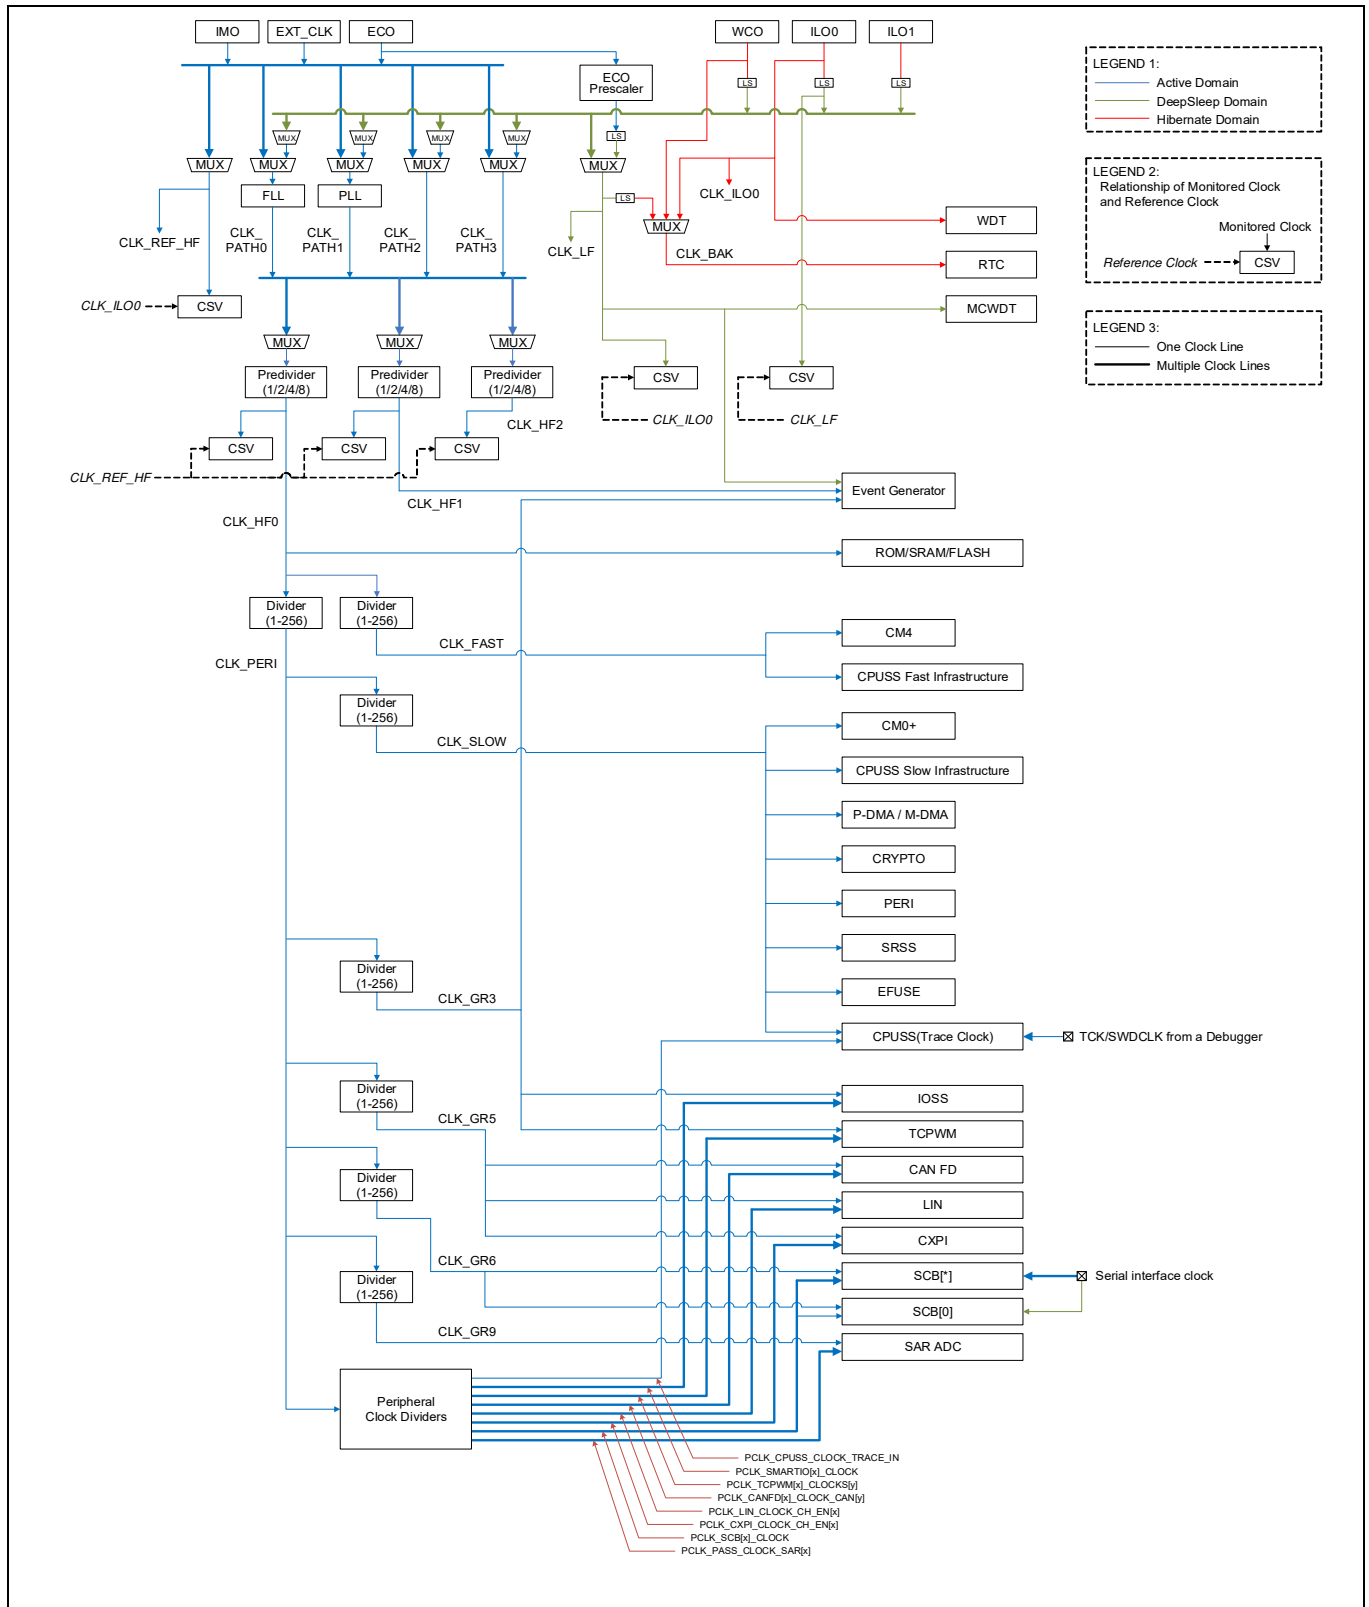 IMO
EXT_CLK
ECO
WCO
ILO0
ILO1
LEGEND 1:
Active Domain
DeepSleep Domain
Hibernate Domain
ECO
Prescaler
LS
LS
LS
LS
MUX
MUX
MUX
MUX
MUX
MUX
MUX
MUX
MUX
MUX
LEGEND 2:
Relationship of Monitored Clock
and Reference Clock
Monitored Clock
Reference Clock
CSV
FLL
PLL
LS
CLK_ILO0
MUX
WDT
CLK_REF_HF
CLK_
PATH0
CLK_
PATH1
CLK_
PATH2
CLK_
PATH3
CLK_LF
CLK_BAK
RTC
CLK_ILO0
CSV
MCWDT
LEGEND 3:
One Clock Line
Multiple Clock Lines
MUX
MUX
MUX
Predivider
(1/2/4/8)
Predivider
(1/2/4/8)
Predivider
(1/2/4/8)
CSV
CSV
CLK_HF2
CLK_ILO0
CLK_LF
CSV
CSV
CSV
CLK_REF_HF
CLK_HF1
Event Generator
CLK_HF0
ROM/SRAM/FLASH
Divider
(1-256)
Divider
(1-256)
CLK_FAST
CM4
CLK_PERI
CPUSS Fast Infrastructure
Divider
(1-256)
CLK_SLOW
CM0+
CPUSS Slow Infrastructure
P-DMA / M-DMA
CRYPTO
PERI
SRSS
EFUSE
Divider
(1-256)
CLK_GR3
CPUSS(Trace Clock)
TCK/SWDCLK from a Debugger
Divider
(1-256)
CLK_GR5
IOSS
TCPWM
CAN FD
Divider
(1-256)
LIN
CXPI
CLK_GR6
SCB[*]
Serial interface clock
Divider
(1-256)
SCB[0]
CLK_GR9
SAR ADC
Peripheral
Clock Dividers
PCLK_CPUSS_CLOCK_TRACE_IN
PCLK_SMARTIO[x]_CLOCK
PCLK_TCPWM[x]_CLOCKS[y]
PCLK_CANFD[x]_CLOCK_CAN[y]
PCLK_LIN_CLOCK_CH_EN[x]
PCLK_CXPI_CLOCK_CH_EN[x]
PCLK_SCB[x]_CLOCK
PCLK_PASS_CLOCK_SAR[x]